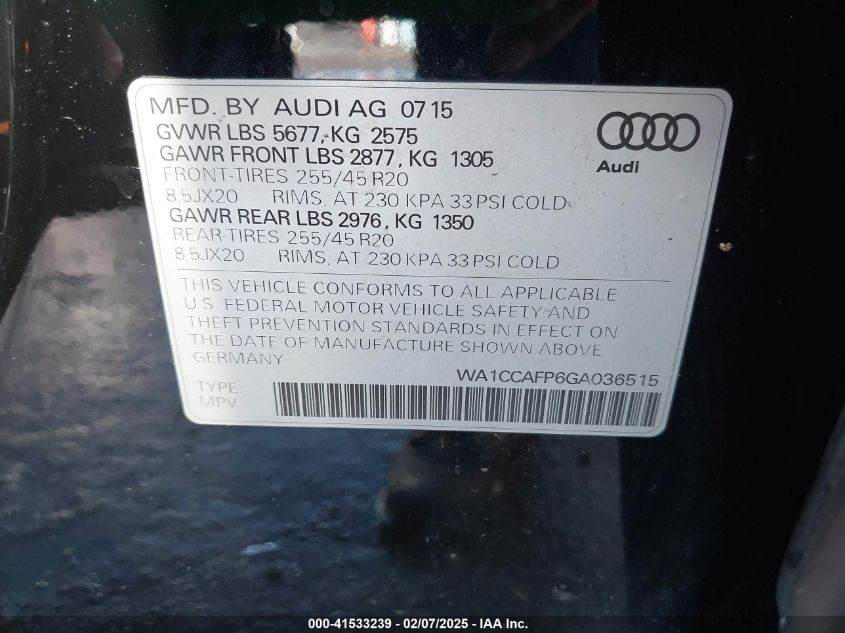 MFD. BY AUDI AG 07 15
GVWR LBS 5677, KG 2575
GAWR FRONT LBS 2877, KG 1305
FRONT-TIRES 255/45 R20
8,5JX20 RIMS, AT 230 KPA 33 PSI COLD
GAWR REAR LBS 2976, KG 1350
REAR-TIRES 255/45 R20
8,5JX20 RIMS, AT 230 KPA 33 PSI COLD
Audi
THIS VEHICLE CONFORMS TO ALL APPLICABLE
U.S. FEDERAL MOTOR VEHICLE SAFETY AND
THEFT PREVENTION STANDARDS IN EFFECT ON
THE DATE OF MANUFACTURE SHOWN ABOVE.
GERMANY
WA1CCAFP6GA036515
TYPE:
MPV
000-41533239 - 02/07/2025 - WA1 Inc.